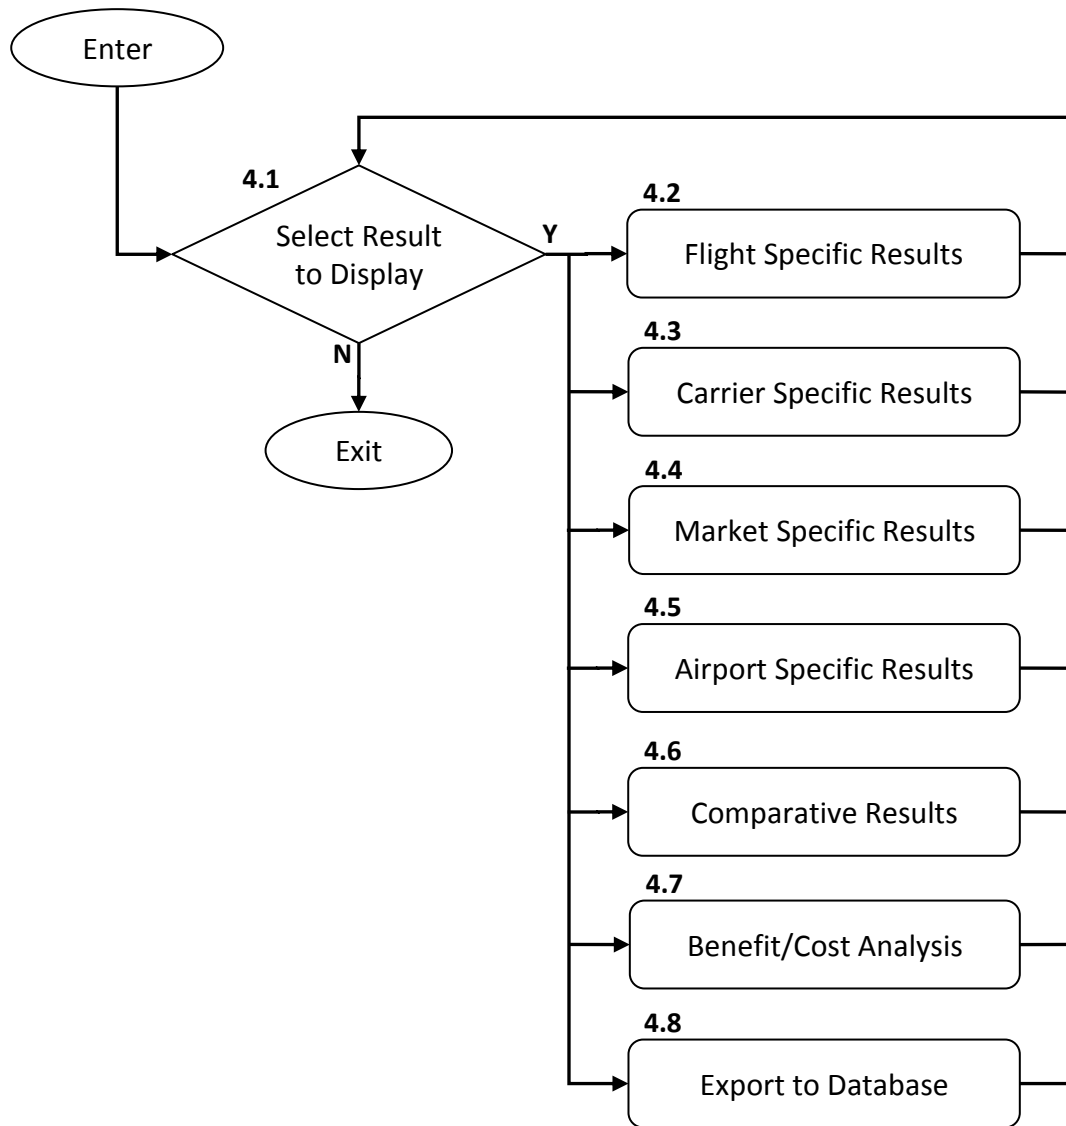 Enter
4.1
Select Result
to Display
Y
N
Exit
4.2
Flight Specific Results
4.3
Carrier Specific Results
4.4
Market Specific Results
4.5
Airport Specific Results
4.6
Comparative Results
4.7
Benefit/Cost Analysis
4.8
Export to Database